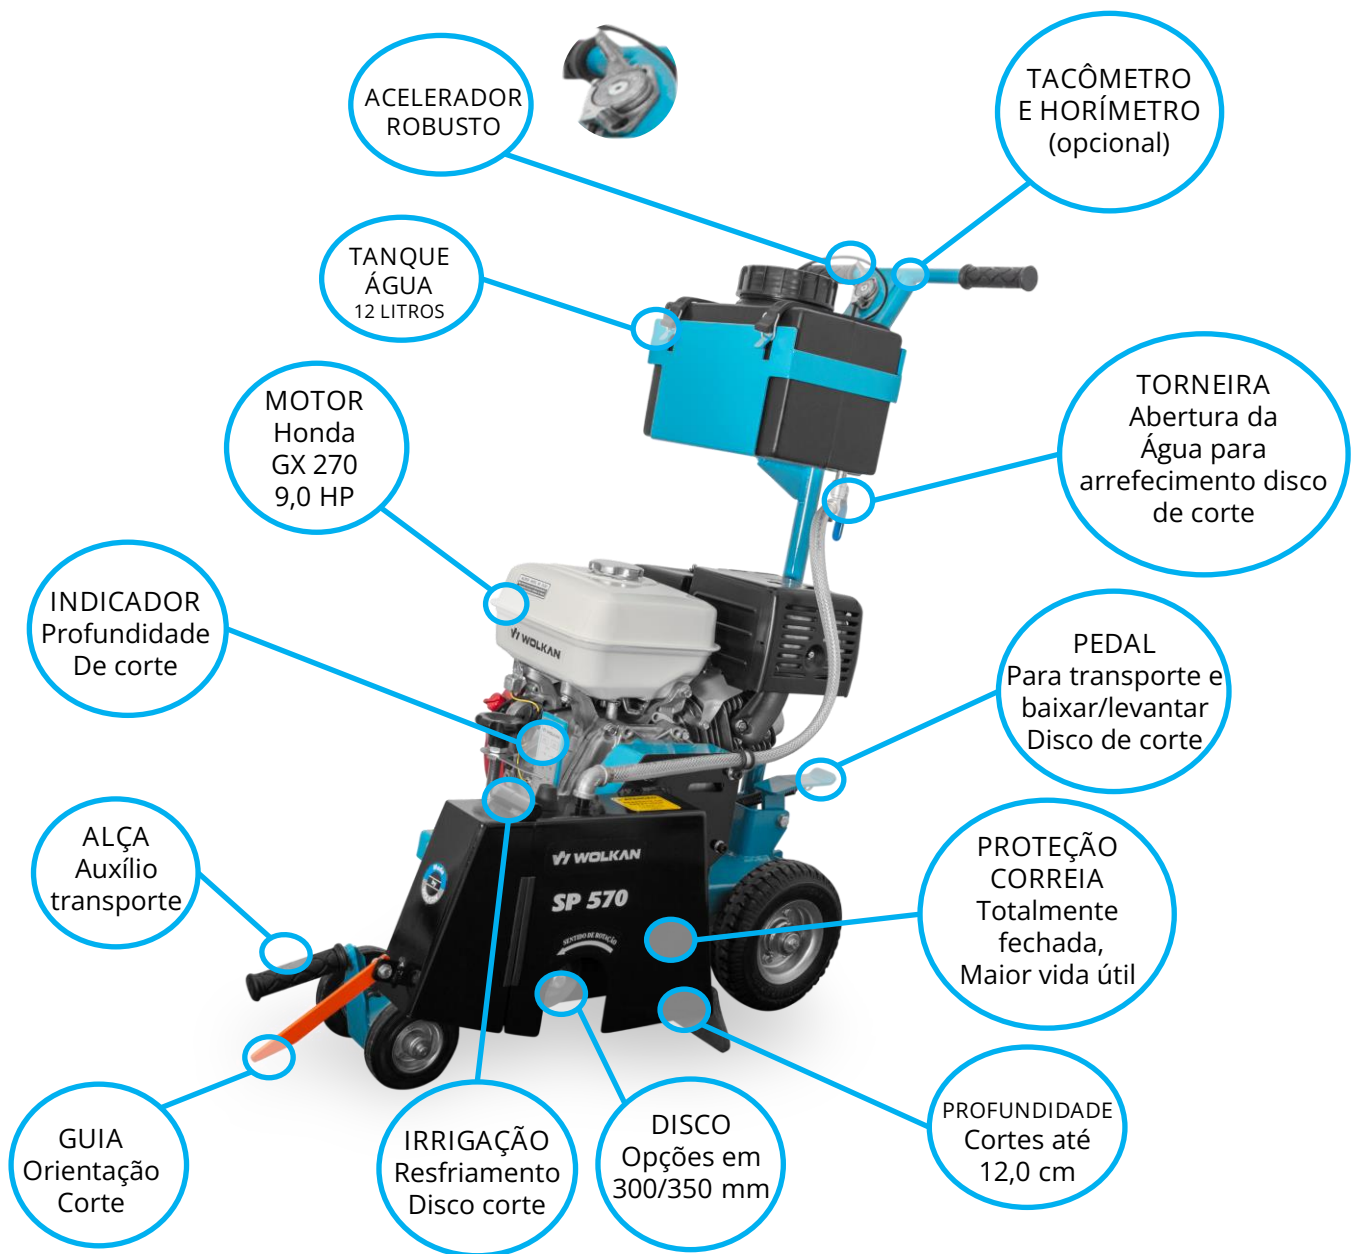 ACELERADOR
ROBUSTO
TACÔMETRO
E HORÍMETRO
(opcional)
TANQUE
ÁGUA
12 LITROS
MOTOR
Honda
GX 270
9,0 HP
TORNEIRA
Abertura da
Água para
arrefecimento disco
de corte
INDICADOR
Profundidade
De corte
WOLKAN
PEDAL
Para transporte e
baixar/levantar
Disco de corte
ALÇA
Auxílio
transporte
WOLKAN
SP 570
SENTIDO DE ROTAÇÃO
PROTEÇÃO
CORREIA
Totalmente
fechada,
Maior vida útil
GUIA
Orientação
Corte
IRRIGAÇÃO
Resfriamento
Disco corte
DISCO
Opções em
300/350 mm
PROFUNDIDADE
Cortes até
12,0 cm